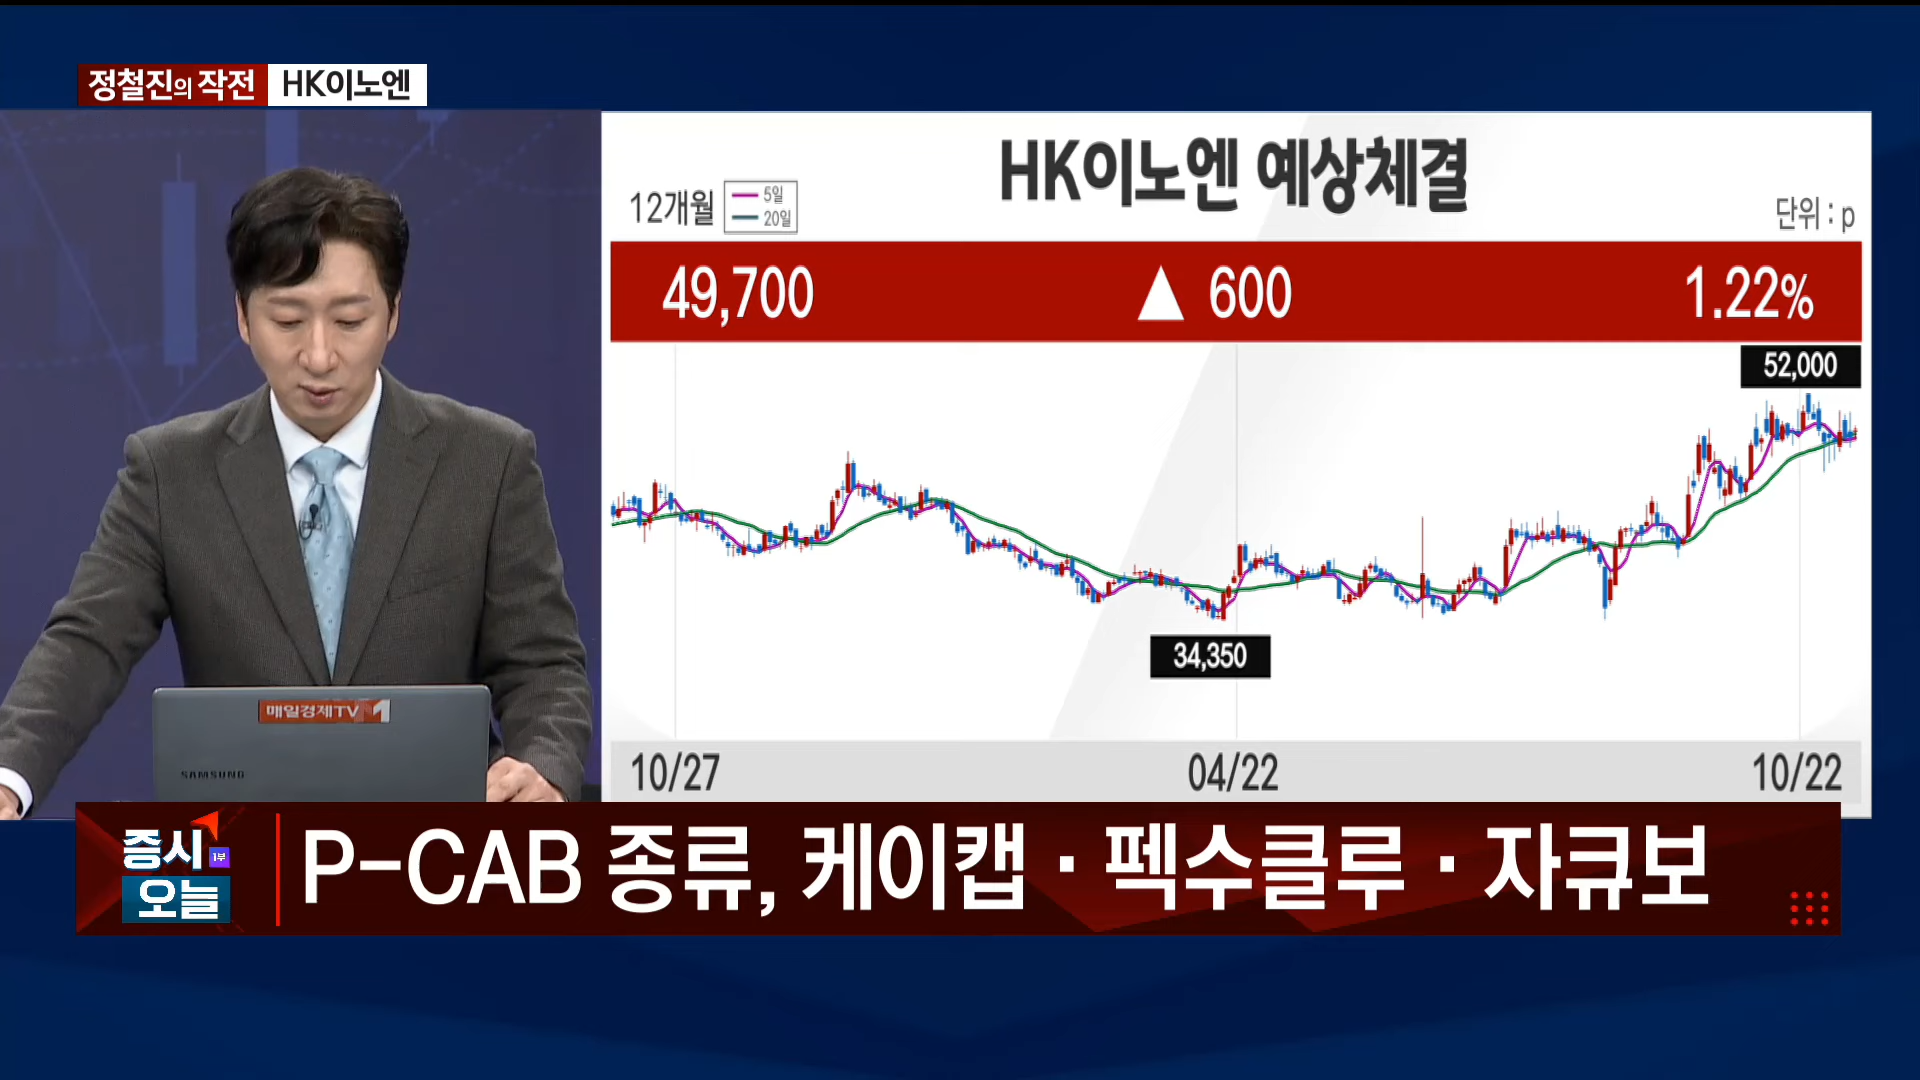 정철진의 작전 HK이노엔
HK이노엔 예상체결
12개월
5일
20일
단위 : p
49,700 ▲ 600 1.22%
52,000
34,350
10/27 04/22 10/22
매일경제TV M
SAMSUNG
증시 1부
오늘
P-CAB 종류, 케이캡 · 펙수클루 · 자큐보